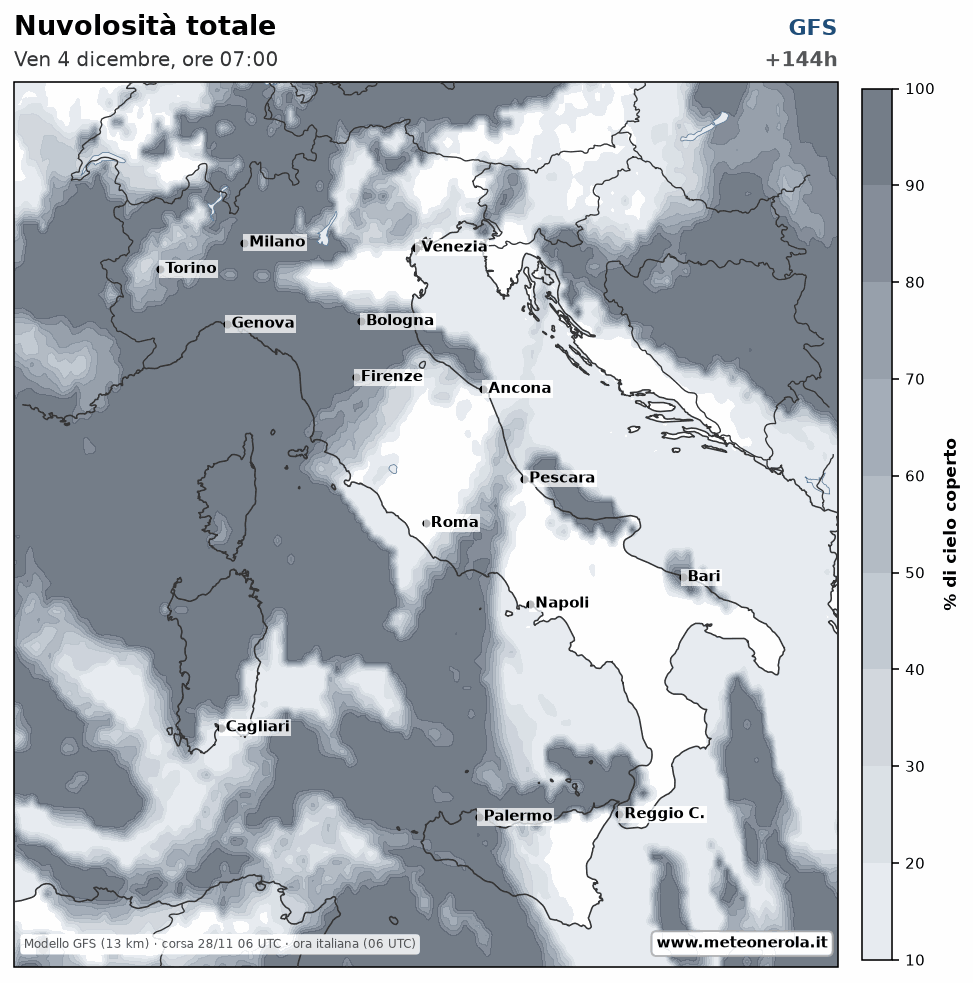 Nuvolosità totale
GFS
Ven 4 dicembre, ore 07:00
+144h
Milano
Venezia
Torino
Genova
Bologna
Firenze
Ancona
Pescara
Roma
Bari
Napoli
Cagliari
Palermo
Reggio C.
100
90
80
70
60
50
40
30
20
10
% di cielo coperto
Modello GFS (13 km) · corsa 28/11 06 UTC · ora italiana (06 UTC)
www.meteonerola.it